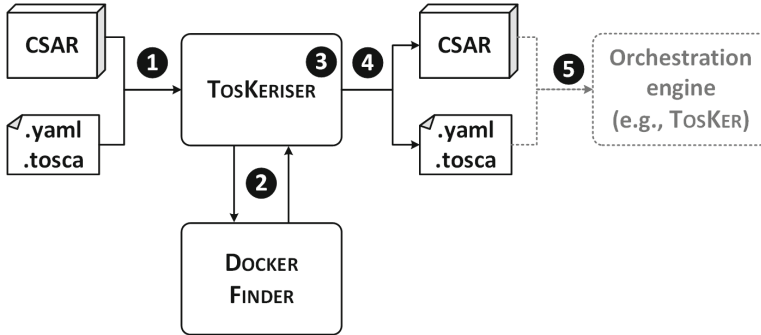 CSAR
.yaml
.tosca
1
TosKeriser
3
2
Docker
Finder
4
CSAR
.yaml
.tosca
5
Orchestration
engine
(e.g., TosKer)